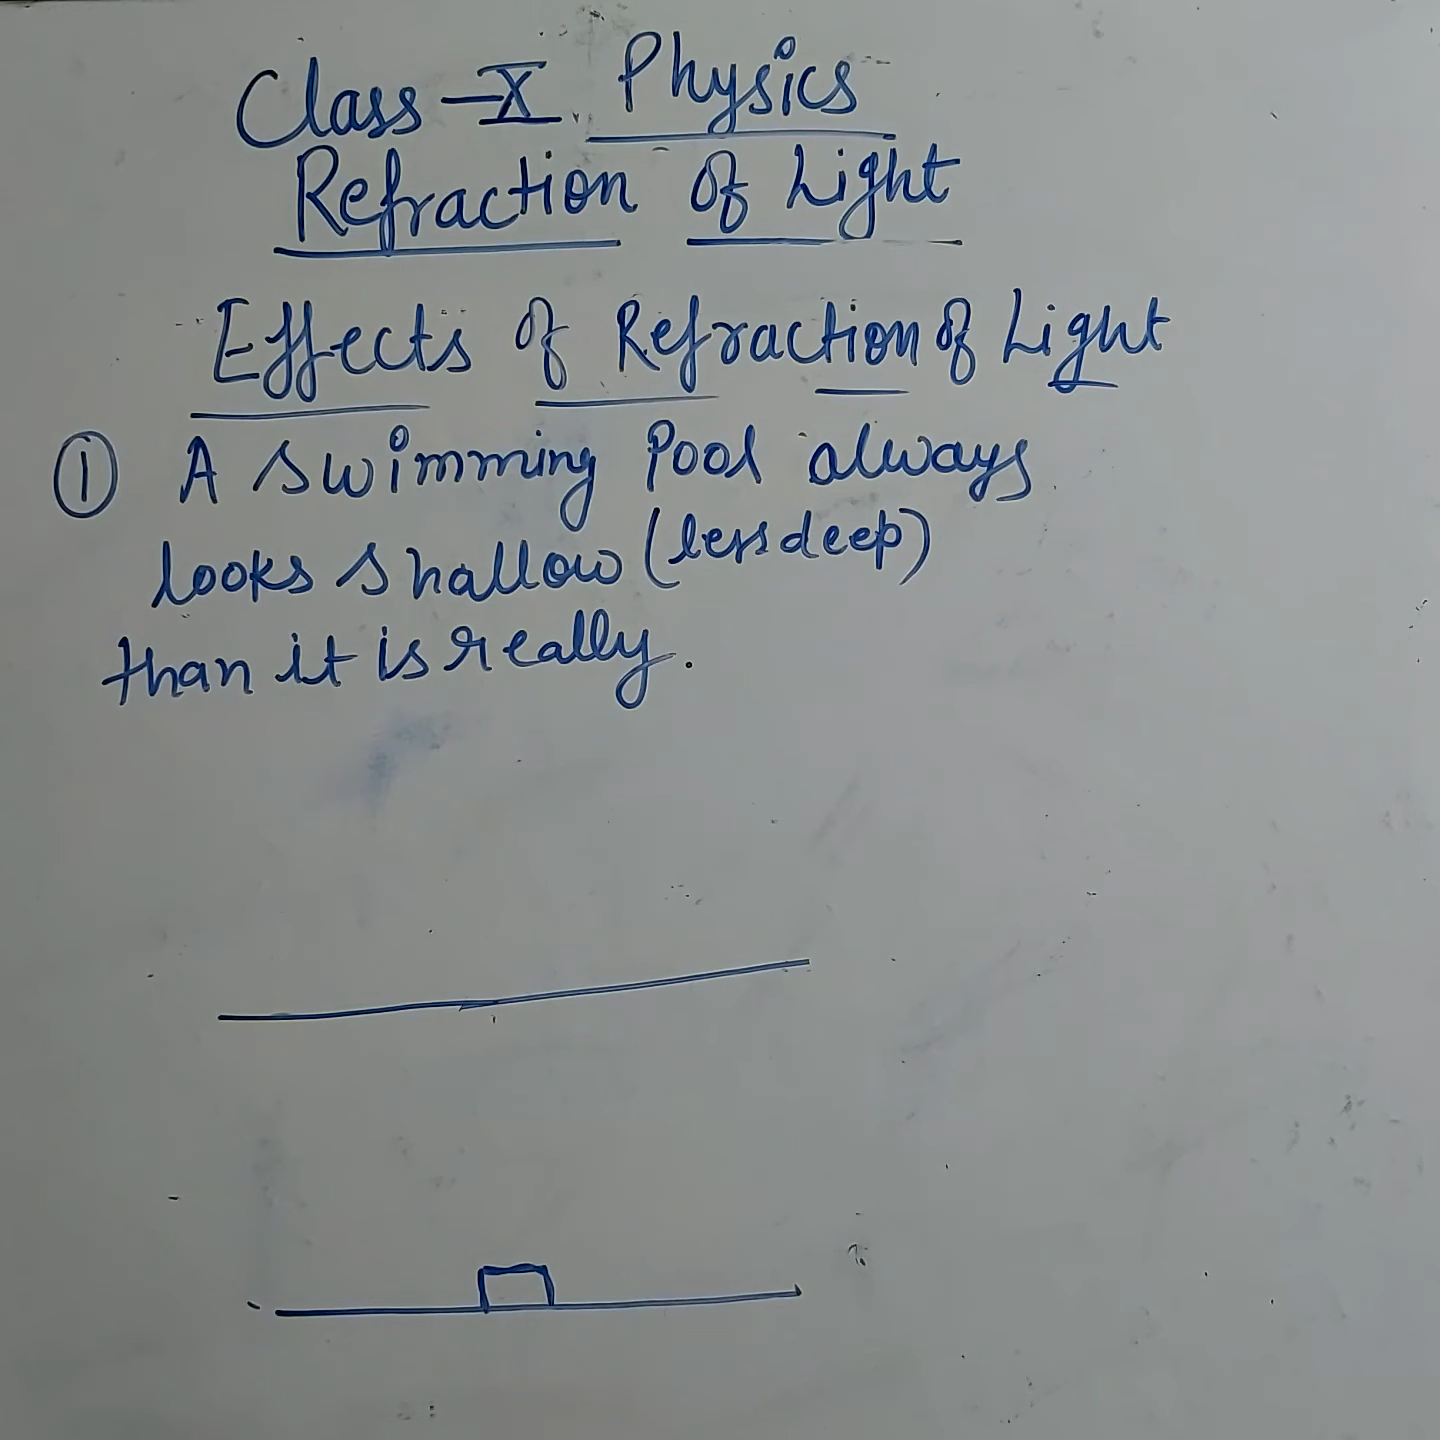 Class-X Physics
Refraction of Light
Effects of Refraction of Light
① A swimming Pool always
looks shallow (less deep)
than it is really.